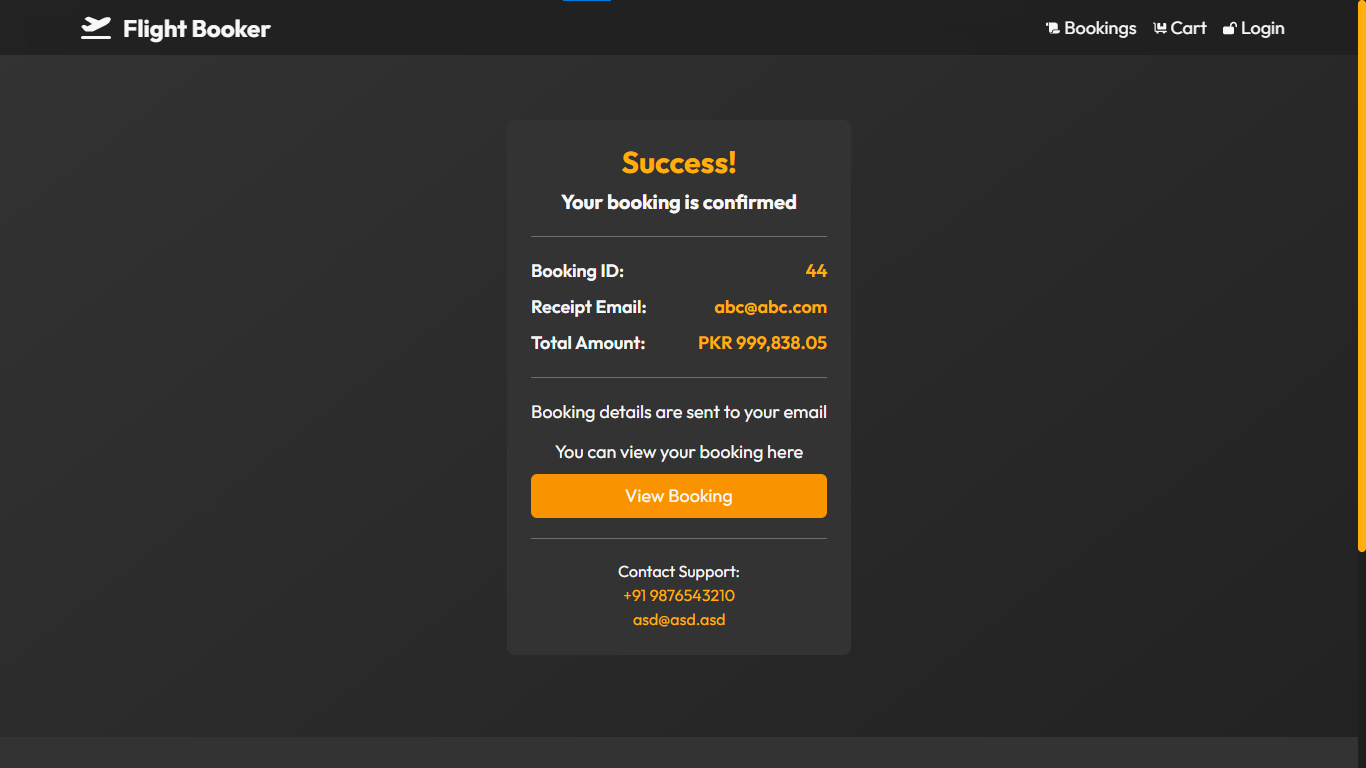 Flight Booker
Bookings Cart Login
Success!
Your booking is confirmed
Booking ID: 44
Receipt Email: abc@abc.com
Total Amount: PKR 999,838.05
Booking details are sent to your email
You can view your booking here
View Booking
Contact Support:
+91 9876543210
asd@asd.asd